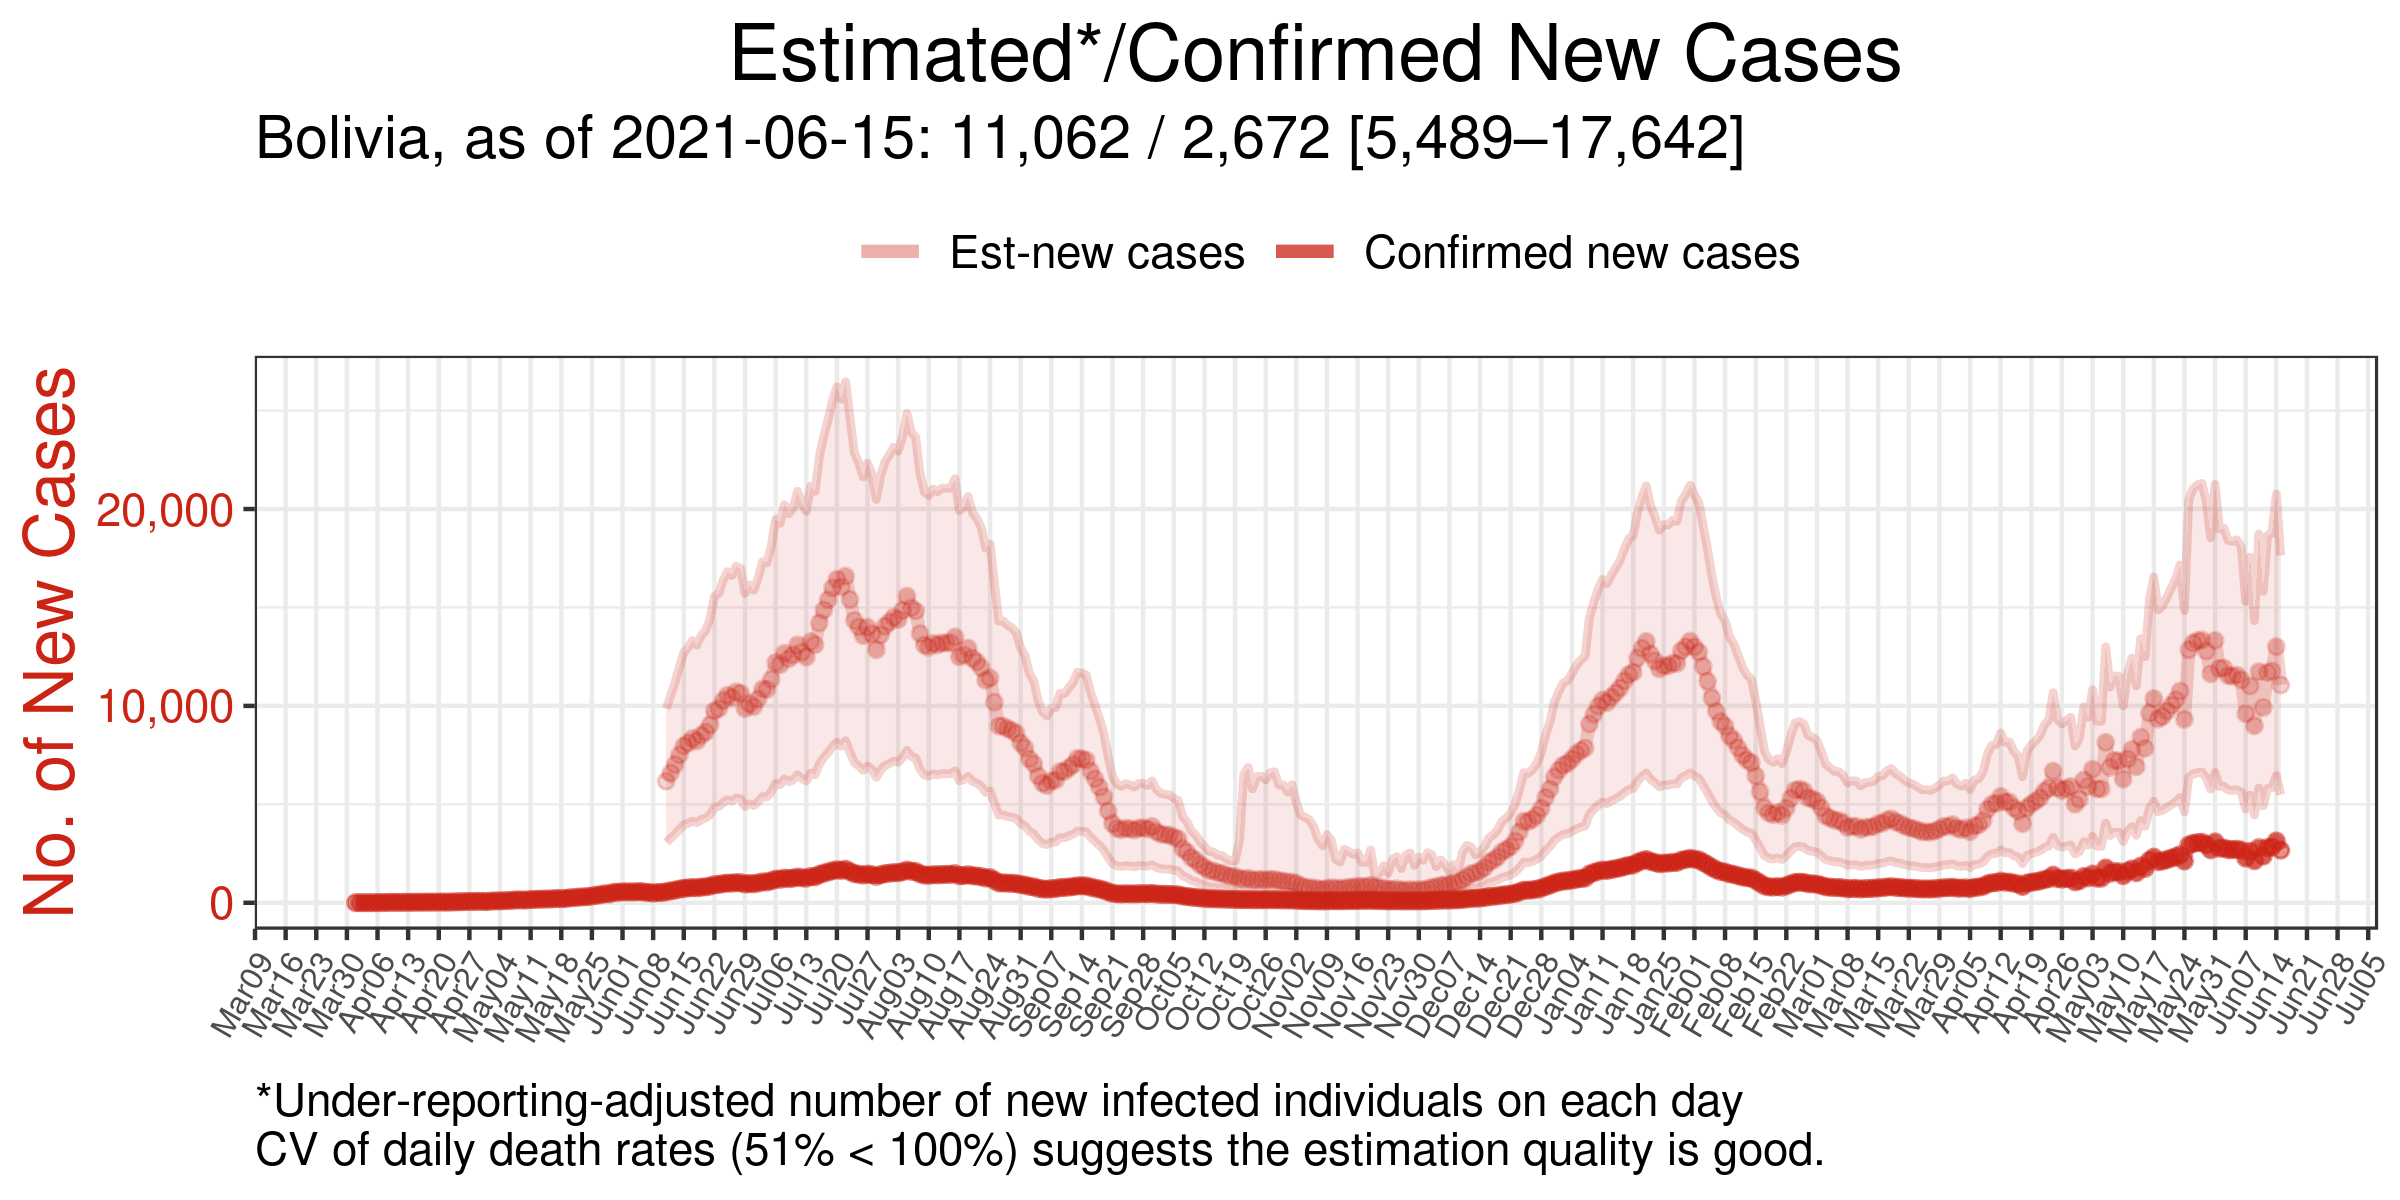 Estimated*/Confirmed New Cases
Bolivia, as of 2021-06-15: 11,062 / 2,672 [5,489–17,642]
Est-new cases
Confirmed new cases
No. of New Cases
20,000
10,000
0
Mar09
Mar16
Mar23
Mar30
Apr06
Apr13
Apr20
Apr27
May04
May11
May18
May25
Jun01
Jun08
Jun15
Jun22
Jun29
Jul06
Jul13
Jul20
Jul27
Aug03
Aug10
Aug17
Aug24
Aug31
Sep07
Sep14
Sep21
Sep28
Oct05
Oct12
Oct19
Oct26
Nov02
Nov09
Nov16
Nov23
Nov30
Dec07
Dec14
Dec21
Dec28
Jan04
Jan11
Jan18
Jan25
Feb01
Feb08
Feb15
Feb22
Mar01
Mar08
Mar15
Mar22
Mar29
Apr05
Apr12
Apr19
Apr26
May03
May10
May17
May24
May31
Jun07
Jun14
Jun21
Jun28
Jul05
*Under-reporting-adjusted number of new infected individuals on each day
CV of daily death rates (51% < 100%) suggests the estimation quality is good.